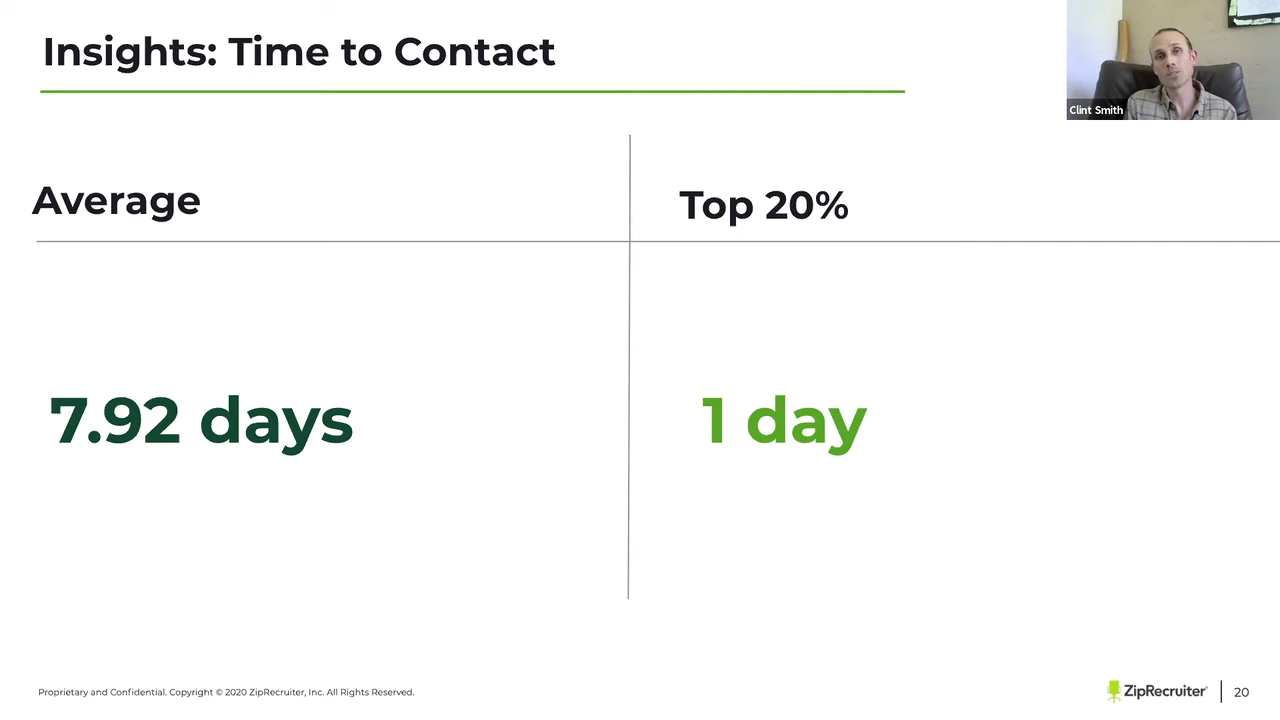 Insights: Time to Contact
Clint Smith
Average
Top 20%
7.92 days
1 day
Proprietary and Confidential. Copyright © 2020 ZipRecruiter, Inc. All Rights Reserved.
ZipRecruiter
20